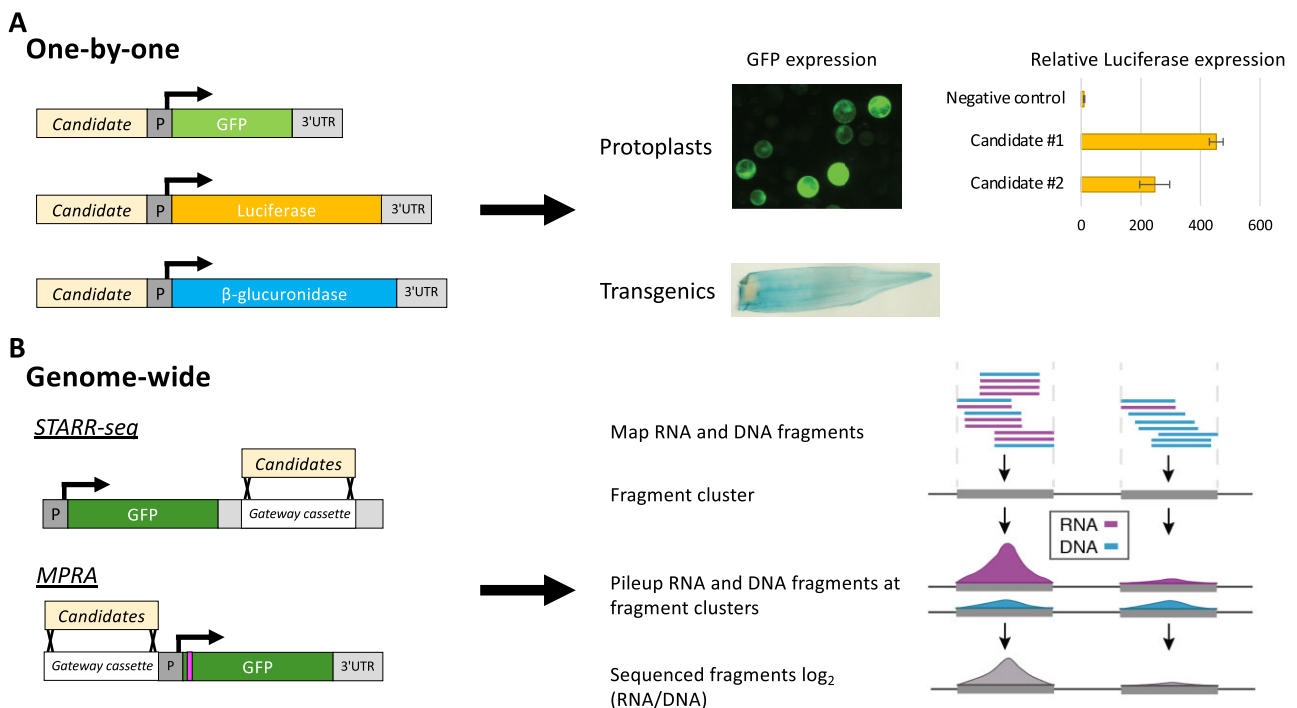 A
One-by-one
Candidate P GFP 3'UTR
Candidate P Luciferase 3'UTR
Candidate P β-glucuronidase 3'UTR
GFP expression
Protoplasts
Transgenics
Relative Luciferase expression
Negative control
Candidate #1
Candidate #2
0 200 400 600
B
Genome-wide
STARR-seq
Candidates
P GFP Gateway cassette
MPRA
Candidates
Gateway cassette P GFP 3'UTR
Map RNA and DNA fragments
Fragment cluster
RNA
DNA
Pileup RNA and DNA fragments at
fragment clusters
Sequenced fragments log₂
(RNA/DNA)